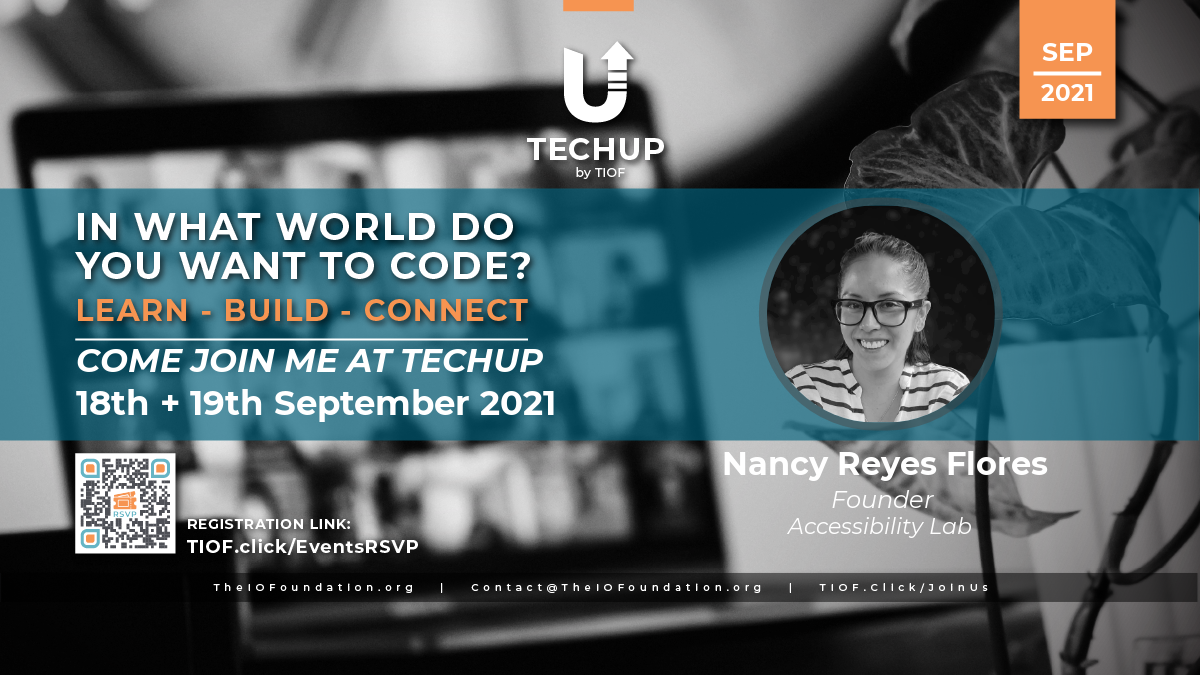 SEP
2021
TECHUP
by TIOF
IN WHAT WORLD DO
YOU WANT TO CODE?
LEARN - BUILD - CONNECT
COME JOIN ME AT TECHUP
18th + 19th September 2021
Nancy Reyes Flores
Founder
Accessibility Lab
RSVP
REGISTRATION LINK:
TIOF.click/EventsRSVP
TheIOFoundation.org | Contact@TheIOFoundation.org | TIOF.Click/JoinUs